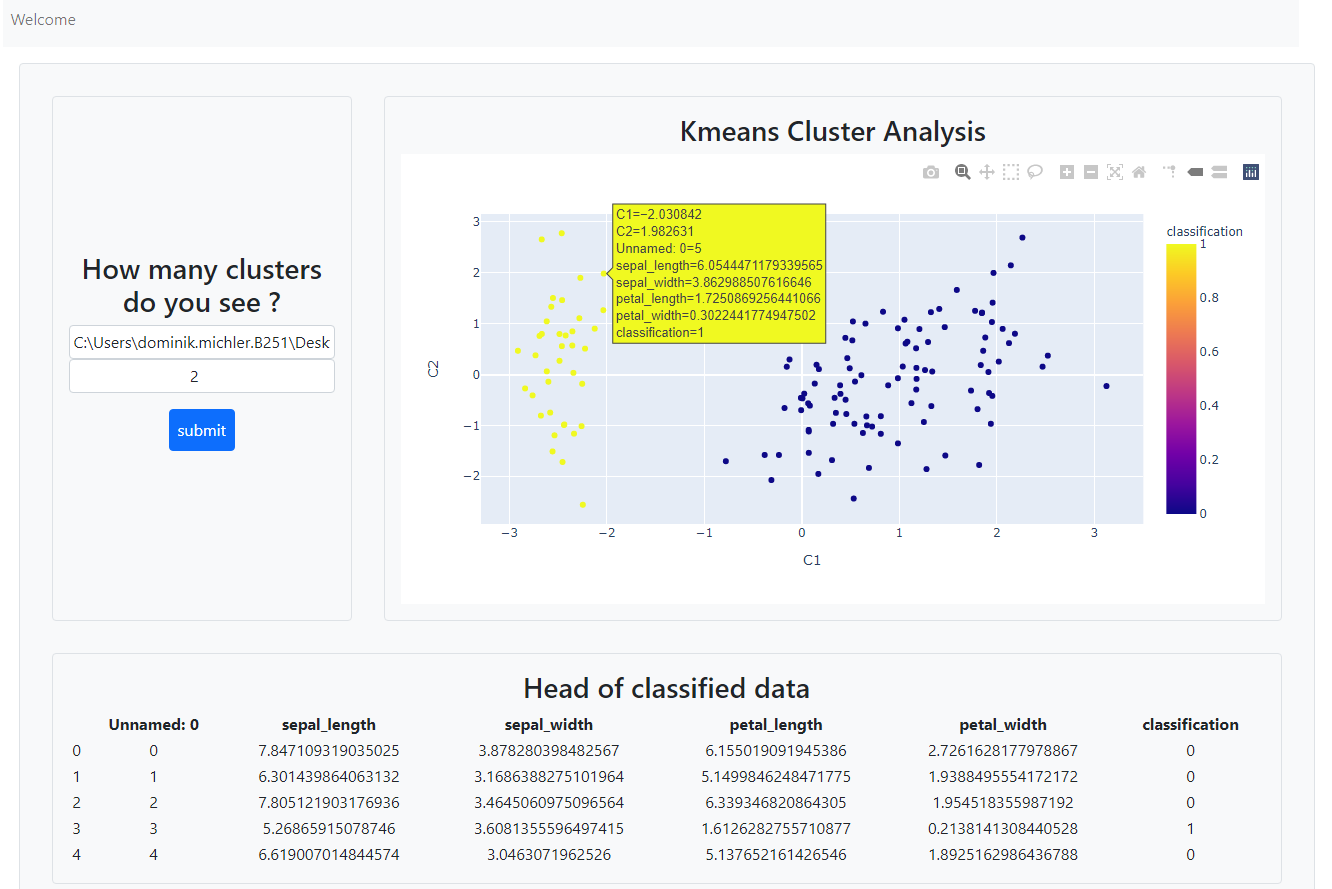 Welcome
How many clusters
do you see ?
C:\Users\dominik.michler.B251\Desk
2
submit
Kmeans Cluster Analysis
C1=−2.030842
C2=1.982631
Unnamed: 0=5
sepal_length=6.0544471179339565
sepal_width=3.862988507616646
petal_length=1.7250869256441066
petal_width=0.3022441774947502
classification=1
3
2
1
0
−1
−2
C2
−3 −2 −1 0 1 2 3
C1
classification
1
0.8
0.6
0.4
0.2
0
Head of classified data
Unnamed: 0 sepal_length sepal_width petal_length petal_width classification
0 0 7.847109319035025 3.878280398482567 6.155019091945386 2.7261628177978867 0
1 1 6.301439864063132 3.1686388275101964 5.1499846248471775 1.9388495554172172 0
2 2 7.805121903176936 3.4645060975096564 6.339346820864305 1.954518355987192 0
3 3 5.26865915078746 3.6081355596497415 1.6126282755710877 0.2138141308440528 1
4 4 6.619007014844574 3.0463071962526 5.137652161426546 1.8925162986436788 0